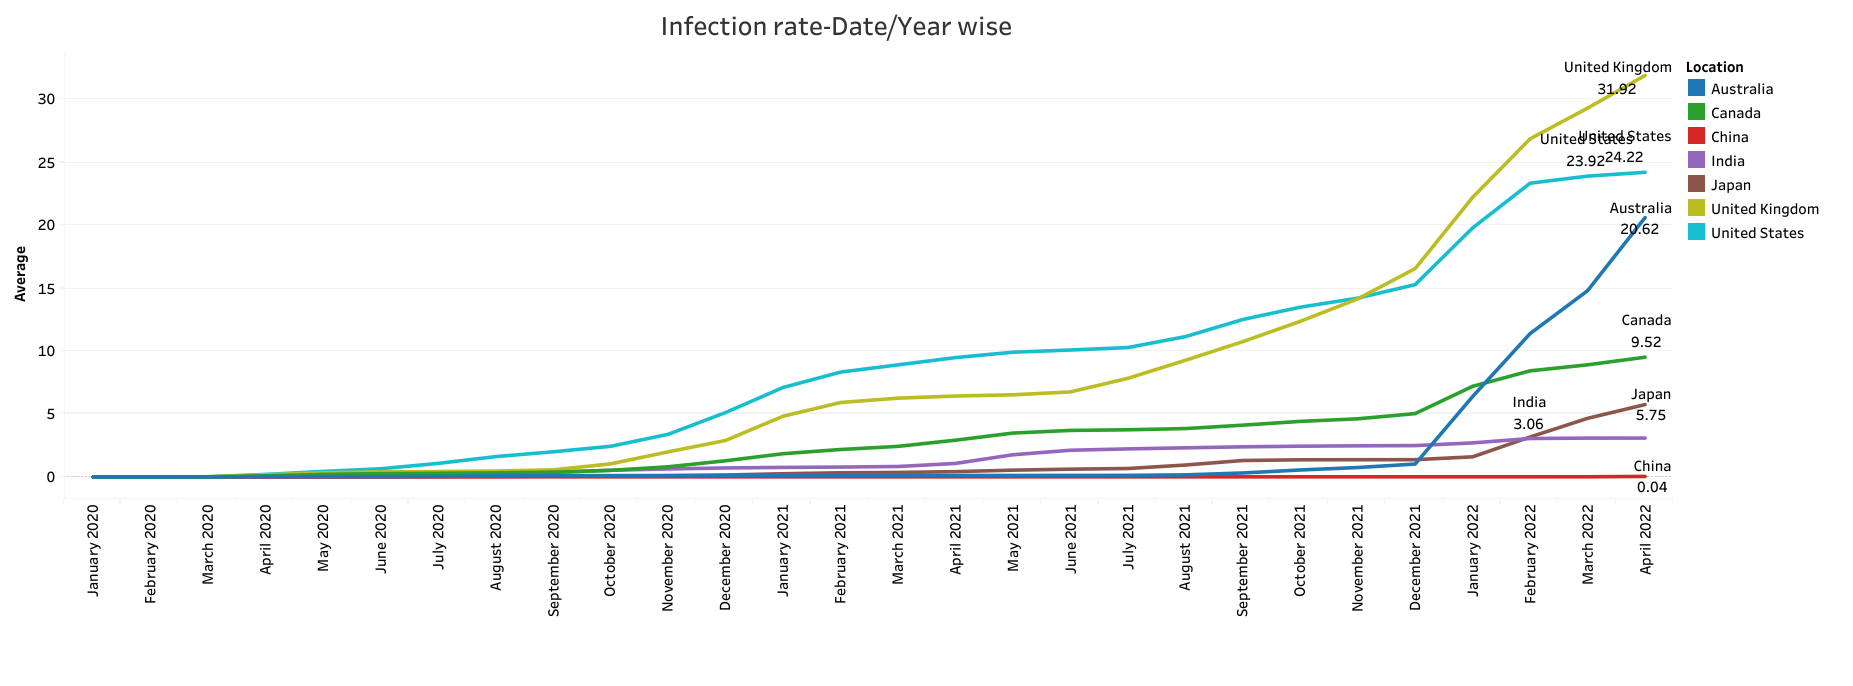 Infection rate-Date/Year wise
Average
30
25
20
15
10
5
0
United Kingdom
31.92
United States
23.92
United States
24.22
Australia
20.62
Canada
9.52
Japan
5.75
India
3.06
China
0.04
January 2020
February 2020
March 2020
April 2020
May 2020
June 2020
July 2020
August 2020
September 2020
October 2020
November 2020
December 2020
January 2021
February 2021
March 2021
April 2021
May 2021
June 2021
July 2021
August 2021
September 2021
October 2021
November 2021
December 2021
January 2022
February 2022
March 2022
April 2022
Location
Australia
Canada
China
India
Japan
United Kingdom
United States